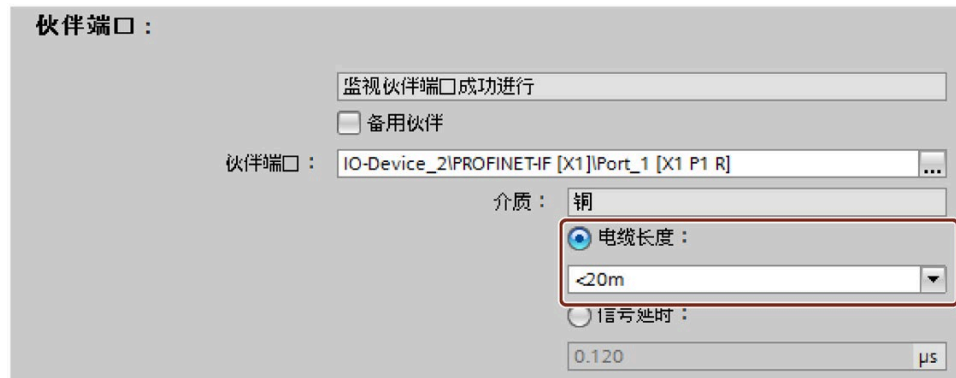 伙伴端口：
监视伙伴端口成功进行
备用伙伴
伙伴端口： IO-Device_2\PROFINET-IF [X1]\Port_1 [X1 P1 R] ...
介质： 铜
电缆长度：
<20m
信号延时：
0.120 µs